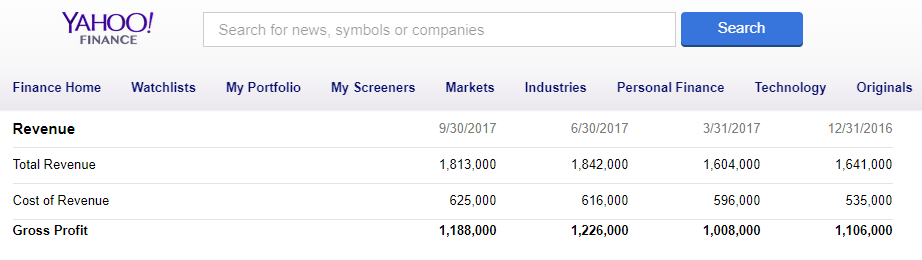 YAHOO!
FINANCE
Search for news, symbols or companies Search
Finance Home Watchlists My Portfolio My Screeners Markets Industries Personal Finance Technology Originals
Revenue 9/30/2017 6/30/2017 3/31/2017 12/31/2016
Total Revenue 1,813,000 1,842,000 1,604,000 1,641,000
Cost of Revenue 625,000 616,000 596,000 535,000
Gross Profit 1,188,000 1,226,000 1,008,000 1,106,000